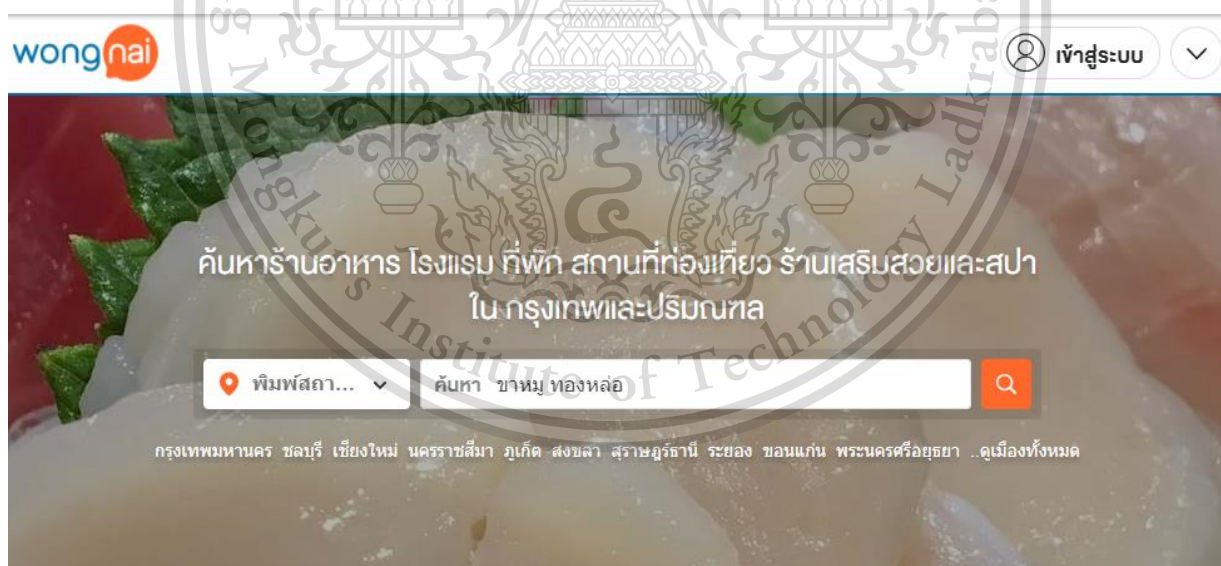 wongnai
เข้าสู่ระบบ
ค้นหาร้านอาหาร โรงแรม ที่พัก สถานที่ท่องเที่ยว ร้านเสริมสวยและสปา
ใน กรุงเทพและปริมณฑล
พิมพ์สถา... ค้นหา ขาหมู ทองหล่อ
กรุงเทพมหานคร ชลบุรี เชียงใหม่ นครราชสีมา ภูเก็ต สงขลา สุราษฎร์ธานี ระยอง ขอนแก่น พระนครศรีอยุธยา ..ดูเมืองทั้งหมด
Mongkut's Institute of Technology Ladkrab